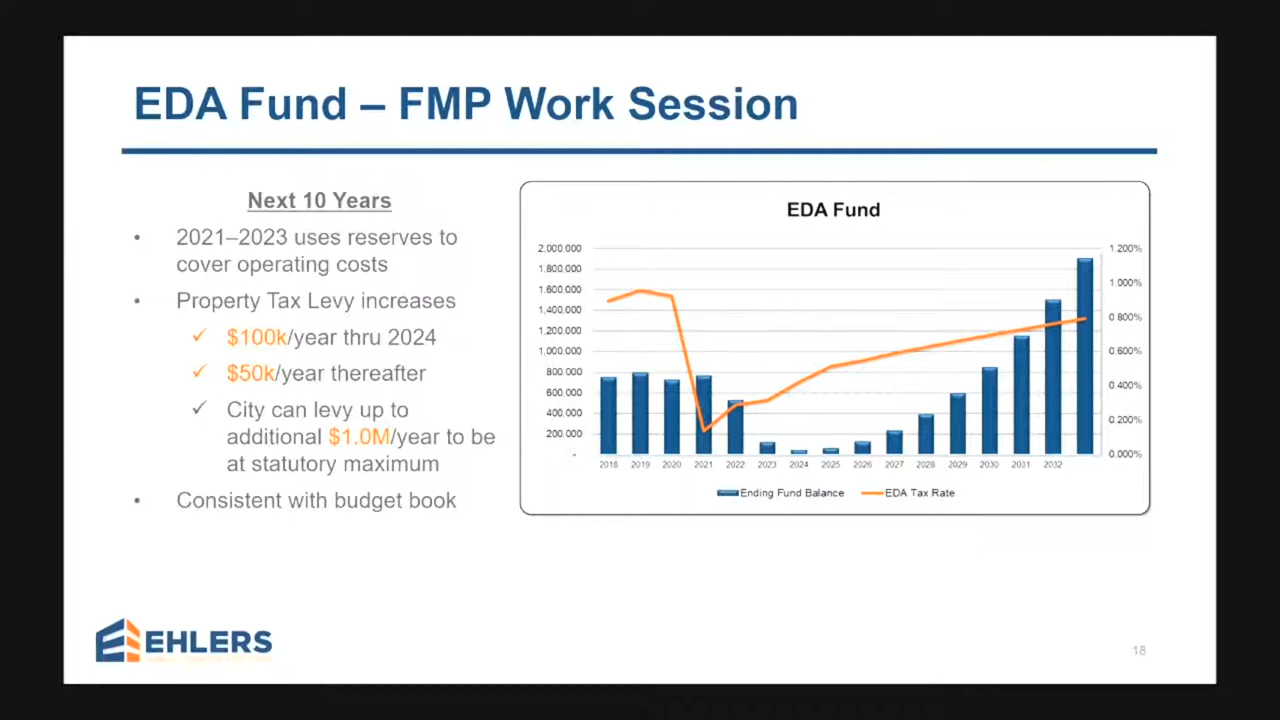 EDA Fund – FMP Work Session
Next 10 Years
• 2021–2023 uses reserves to
cover operating costs
• Property Tax Levy increases
✓ $100k/year thru 2024
✓ $50k/year thereafter
✓ City can levy up to
additional $1.0M/year to be
at statutory maximum
• Consistent with budget book
EDA Fund
2,000,000
1,800,000
1,600,000
1,400,000
1,200,000
1,000,000
800,000
600,000
400,000
200,000
-
1.200%
1.000%
0.800%
0.600%
0.400%
0.200%
0.000%
2018 2019 2020 2021 2022 2023 2024 2025 2026 2027 2028 2029 2030 2031 2032
Ending Fund Balance EDA Tax Rate
EHLERS
18